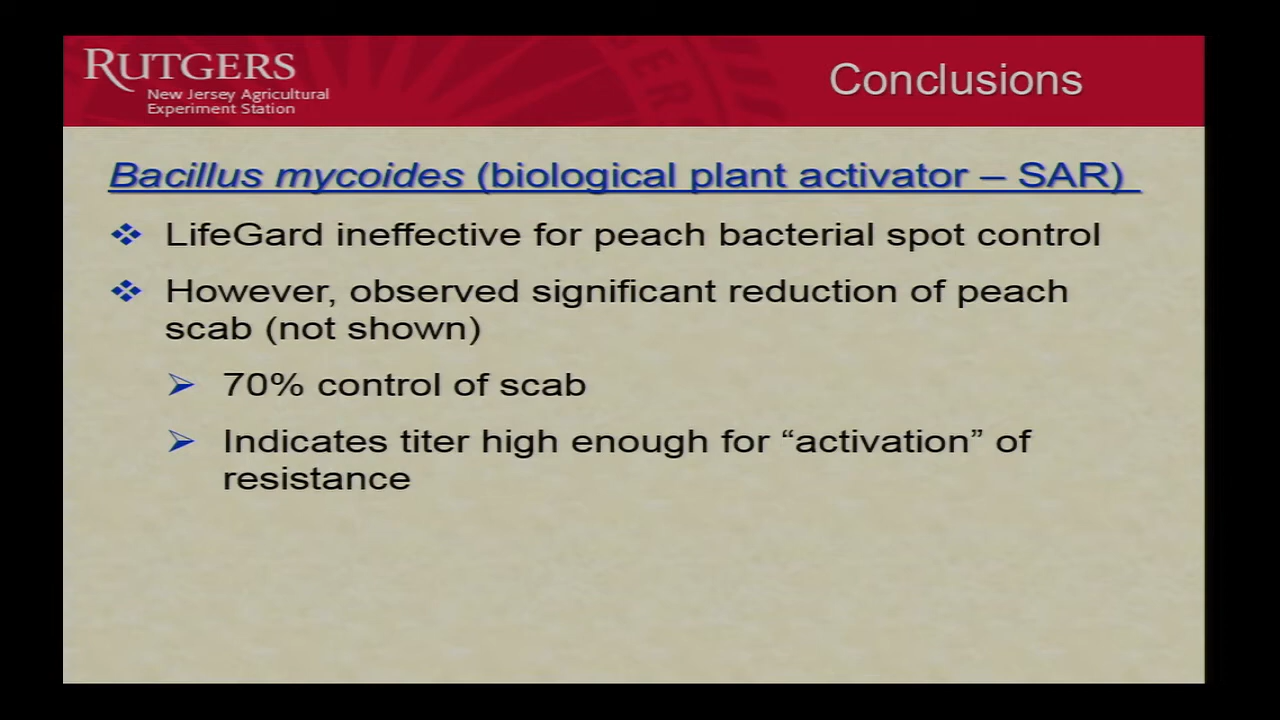 RUTGERS
New Jersey Agricultural
Experiment Station
Conclusions
Bacillus mycoides (biological plant activator – SAR)
❖ LifeGard ineffective for peach bacterial spot control
❖ However, observed significant reduction of peach
scab (not shown)
➢ 70% control of scab
➢ Indicates titer high enough for “activation” of
resistance